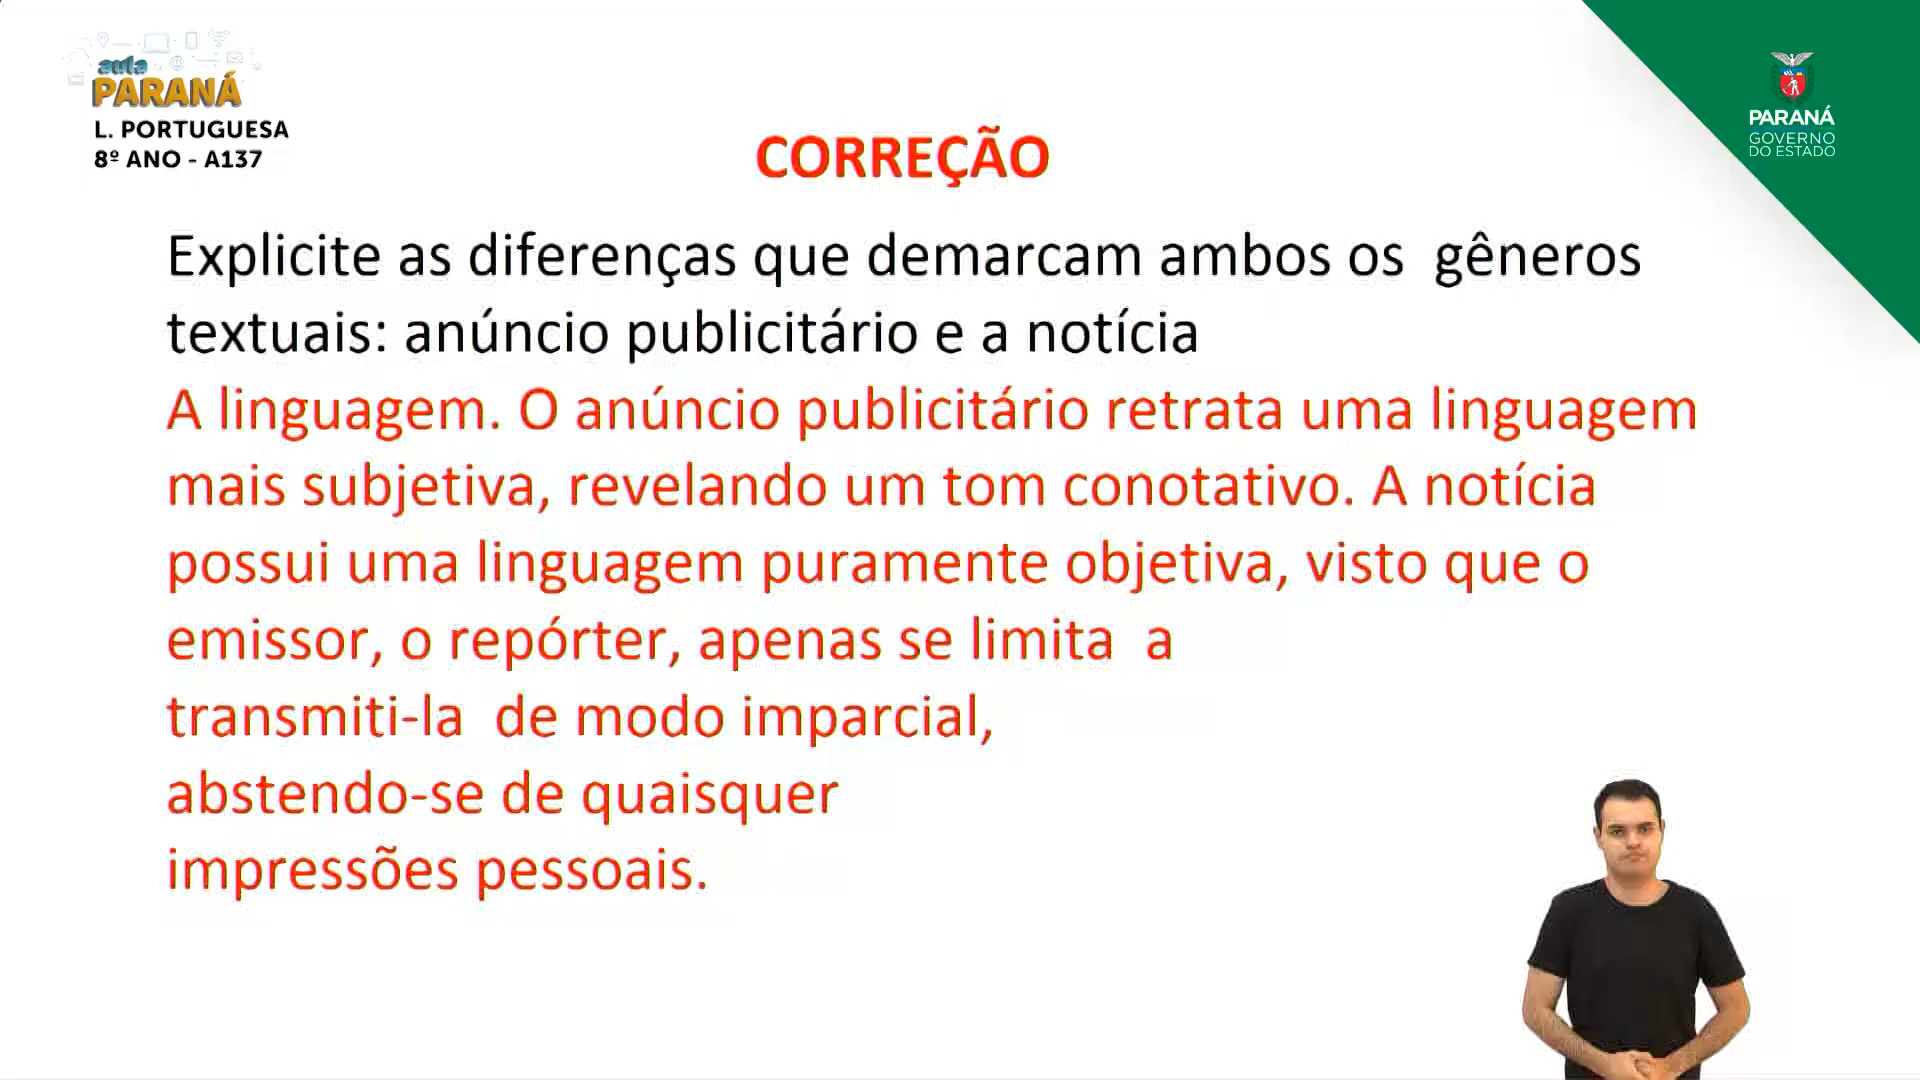 aula
PARANÁ
L. PORTUGUESA
8º ANO - A137
PARANÁ
GOVERNO
DO ESTADO
CORREÇÃO
Explicite as diferenças que demarcam ambos os gêneros
textuais: anúncio publicitário e a notícia
A linguagem. O anúncio publicitário retrata uma linguagem
mais subjetiva, revelando um tom conotativo. A notícia
possui uma linguagem puramente objetiva, visto que o
emissor, o repórter, apenas se limita a
transmiti-la de modo imparcial,
abstendo-se de quaisquer
impressões pessoais.